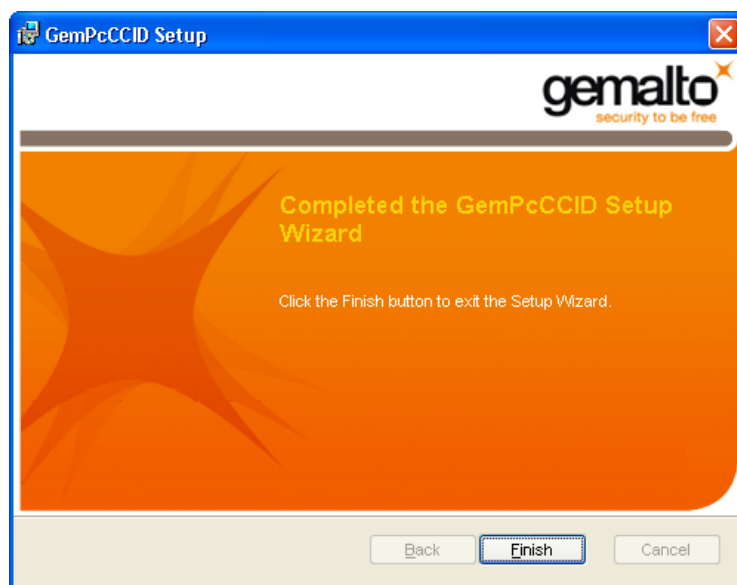 GemPcCCID Setup
gemalto
security to be free
Completed the GemPcCCID Setup
Wizard
Click the Finish button to exit the Setup Wizard.
Back
Finish
Cancel